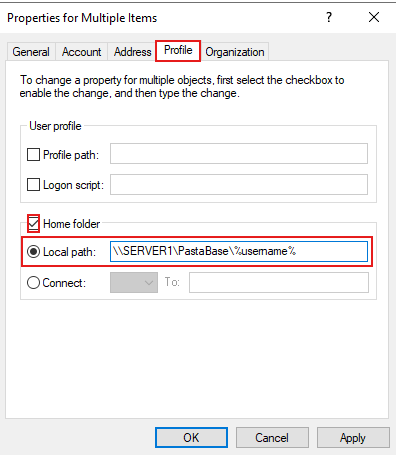 Properties for Multiple Items
?
General Account Address Profile Organization
To change a property for multiple objects, first select the checkbox to
enable the change, and then type the change.
User profile
Profile path:
Logon script:
Home folder
Local path: \\SERVER1\PastaBase\%username%
Connect: To:
OK Cancel Apply